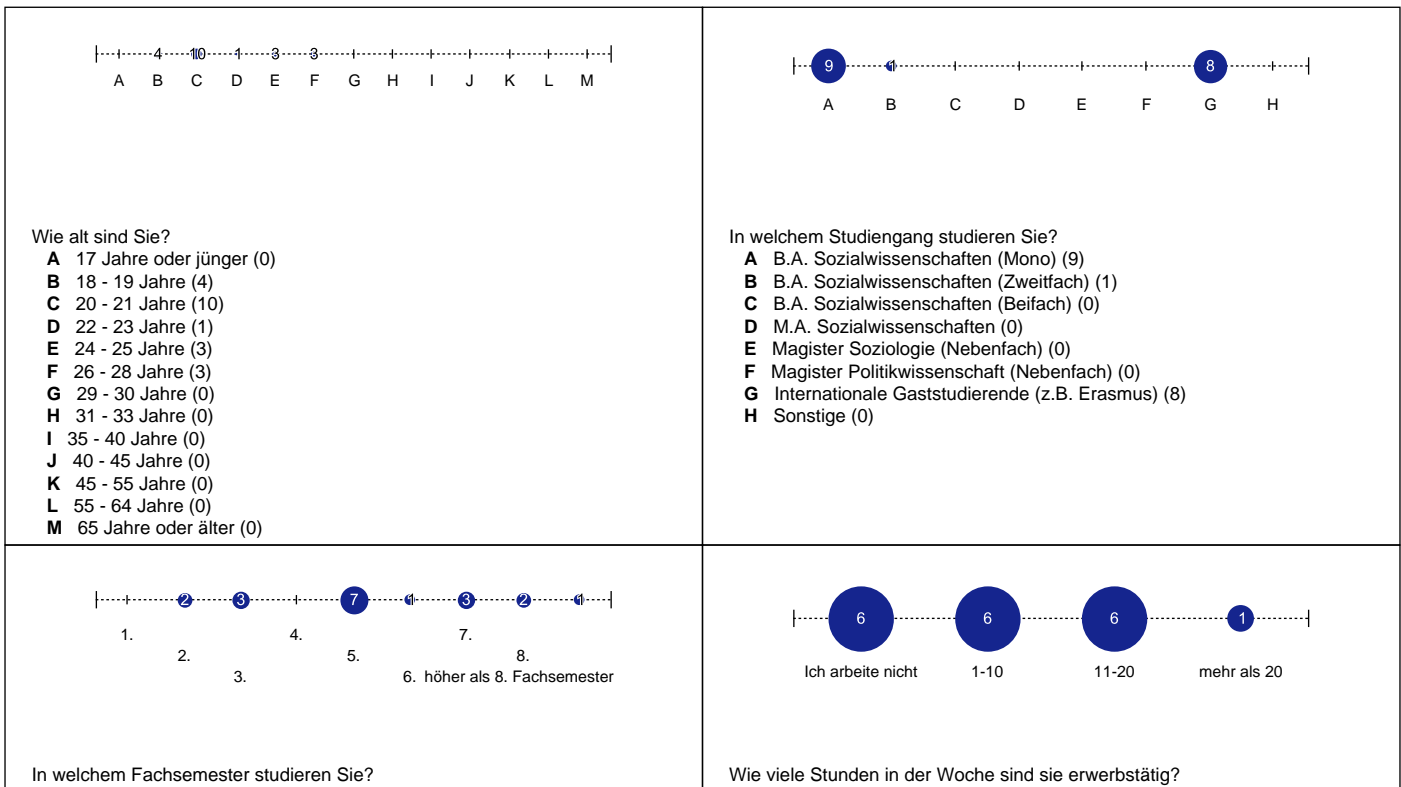 4 10 1 3 3
A B C D E F G H I J K L M
Wie alt sind Sie?
A 17 Jahre oder jünger (0)
B 18 - 19 Jahre (4)
C 20 - 21 Jahre (10)
D 22 - 23 Jahre (1)
E 24 - 25 Jahre (3)
F 26 - 28 Jahre (3)
G 29 - 30 Jahre (0)
H 31 - 33 Jahre (0)
I 35 - 40 Jahre (0)
J 40 - 45 Jahre (0)
K 45 - 55 Jahre (0)
L 55 - 64 Jahre (0)
M 65 Jahre oder älter (0)
9 1 8
A B C D E F G H
In welchem Studiengang studieren Sie?
A B.A. Sozialwissenschaften (Mono) (9)
B B.A. Sozialwissenschaften (Zweitfach) (1)
C B.A. Sozialwissenschaften (Beifach) (0)
D M.A. Sozialwissenschaften (0)
E Magister Soziologie (Nebenfach) (0)
F Magister Politikwissenschaft (Nebenfach) (0)
G Internationale Gaststudierende (z.B. Erasmus) (8)
H Sonstige (0)
2 3 7 1 3 2 1
1. 4. 7.
2. 5. 8.
3. 6. höher als 8. Fachsemester
In welchem Fachsemester studieren Sie?
6 6 6 1
Ich arbeite nicht 1-10 11-20 mehr als 20
Wie viele Stunden in der Woche sind sie erwerbstätig?